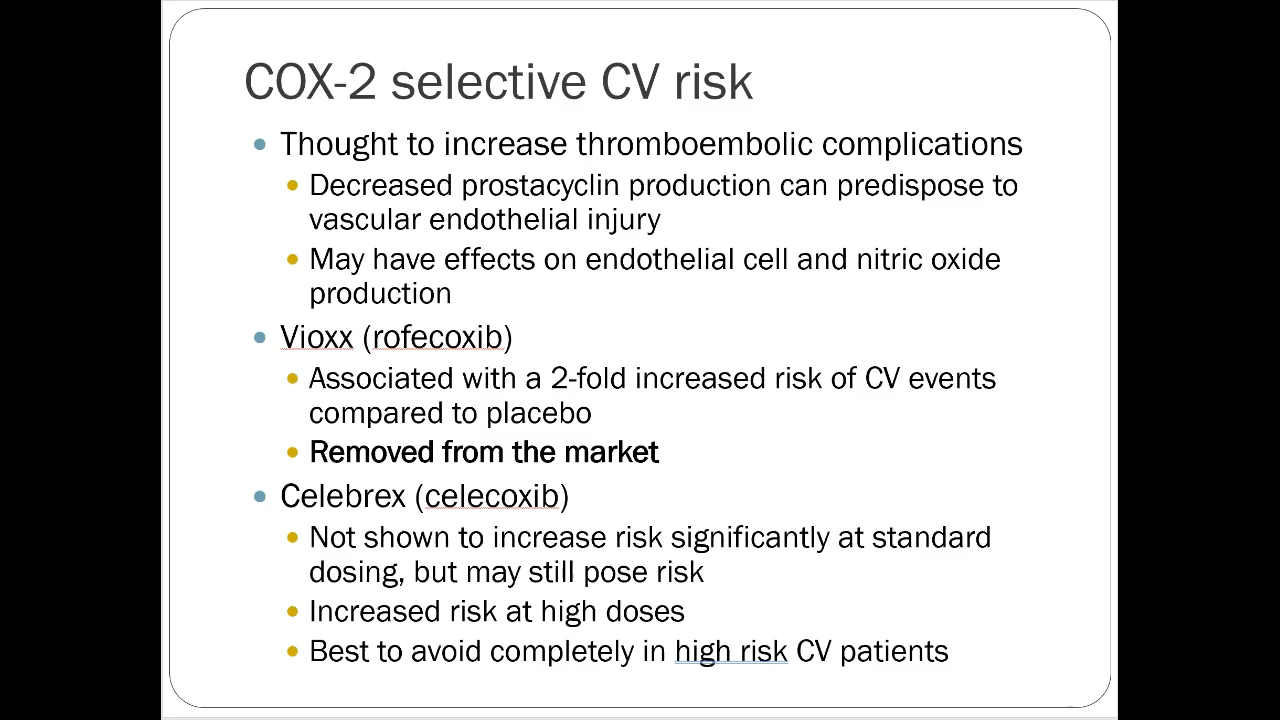 COX-2 selective CV risk
• Thought to increase thromboembolic complications
• Decreased prostacyclin production can predispose to
vascular endothelial injury
• May have effects on endothelial cell and nitric oxide
production
• Vioxx (rofecoxib)
• Associated with a 2-fold increased risk of CV events
compared to placebo
• Removed from the market
• Celebrex (celecoxib)
• Not shown to increase risk significantly at standard
dosing, but may still pose risk
• Increased risk at high doses
• Best to avoid completely in high risk CV patients